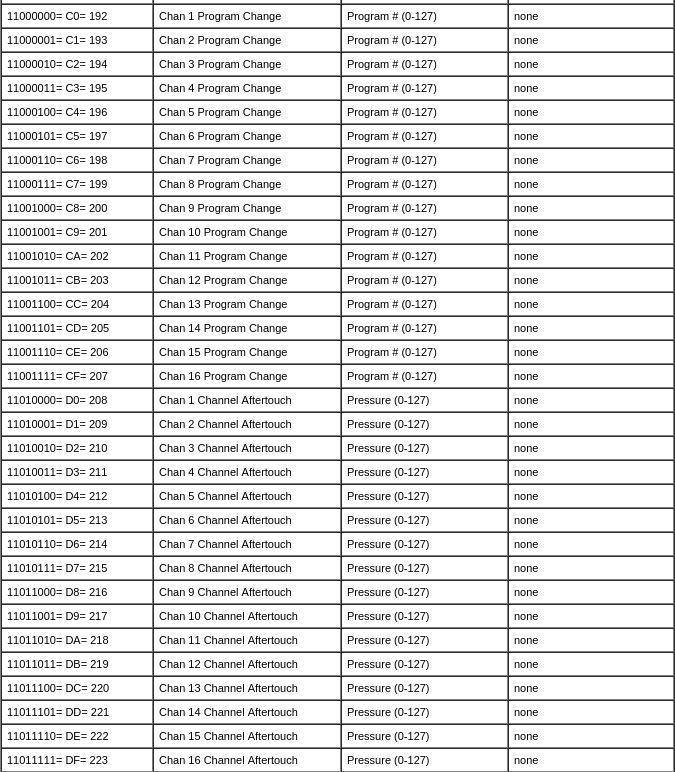 11000000= C0= 192 Chan 1 Program Change Program # (0-127) none
11000001= C1= 193 Chan 2 Program Change Program # (0-127) none
11000010= C2= 194 Chan 3 Program Change Program # (0-127) none
11000011= C3= 195 Chan 4 Program Change Program # (0-127) none
11000100= C4= 196 Chan 5 Program Change Program # (0-127) none
11000101= C5= 197 Chan 6 Program Change Program # (0-127) none
11000110= C6= 198 Chan 7 Program Change Program # (0-127) none
11000111= C7= 199 Chan 8 Program Change Program # (0-127) none
11001000= C8= 200 Chan 9 Program Change Program # (0-127) none
11001001= C9= 201 Chan 10 Program Change Program # (0-127) none
11001010= CA= 202 Chan 11 Program Change Program # (0-127) none
11001011= CB= 203 Chan 12 Program Change Program # (0-127) none
11001100= CC= 204 Chan 13 Program Change Program # (0-127) none
11001101= CD= 205 Chan 14 Program Change Program # (0-127) none
11001110= CE= 206 Chan 15 Program Change Program # (0-127) none
11001111= CF= 207 Chan 16 Program Change Program # (0-127) none
11010000= D0= 208 Chan 1 Channel Aftertouch Pressure (0-127) none
11010001= D1= 209 Chan 2 Channel Aftertouch Pressure (0-127) none
11010010= D2= 210 Chan 3 Channel Aftertouch Pressure (0-127) none
11010011= D3= 211 Chan 4 Channel Aftertouch Pressure (0-127) none
11010100= D4= 212 Chan 5 Channel Aftertouch Pressure (0-127) none
11010101= D5= 213 Chan 6 Channel Aftertouch Pressure (0-127) none
11010110= D6= 214 Chan 7 Channel Aftertouch Pressure (0-127) none
11010111= D7= 215 Chan 8 Channel Aftertouch Pressure (0-127) none
11011000= D8= 216 Chan 9 Channel Aftertouch Pressure (0-127) none
11011001= D9= 217 Chan 10 Channel Aftertouch Pressure (0-127) none
11011010= DA= 218 Chan 11 Channel Aftertouch Pressure (0-127) none
11011011= DB= 219 Chan 12 Channel Aftertouch Pressure (0-127) none
11011100= DC= 220 Chan 13 Channel Aftertouch Pressure (0-127) none
11011101= DD= 221 Chan 14 Channel Aftertouch Pressure (0-127) none
11011110= DE= 222 Chan 15 Channel Aftertouch Pressure (0-127) none
11011111= DF= 223 Chan 16 Channel Aftertouch Pressure (0-127) none